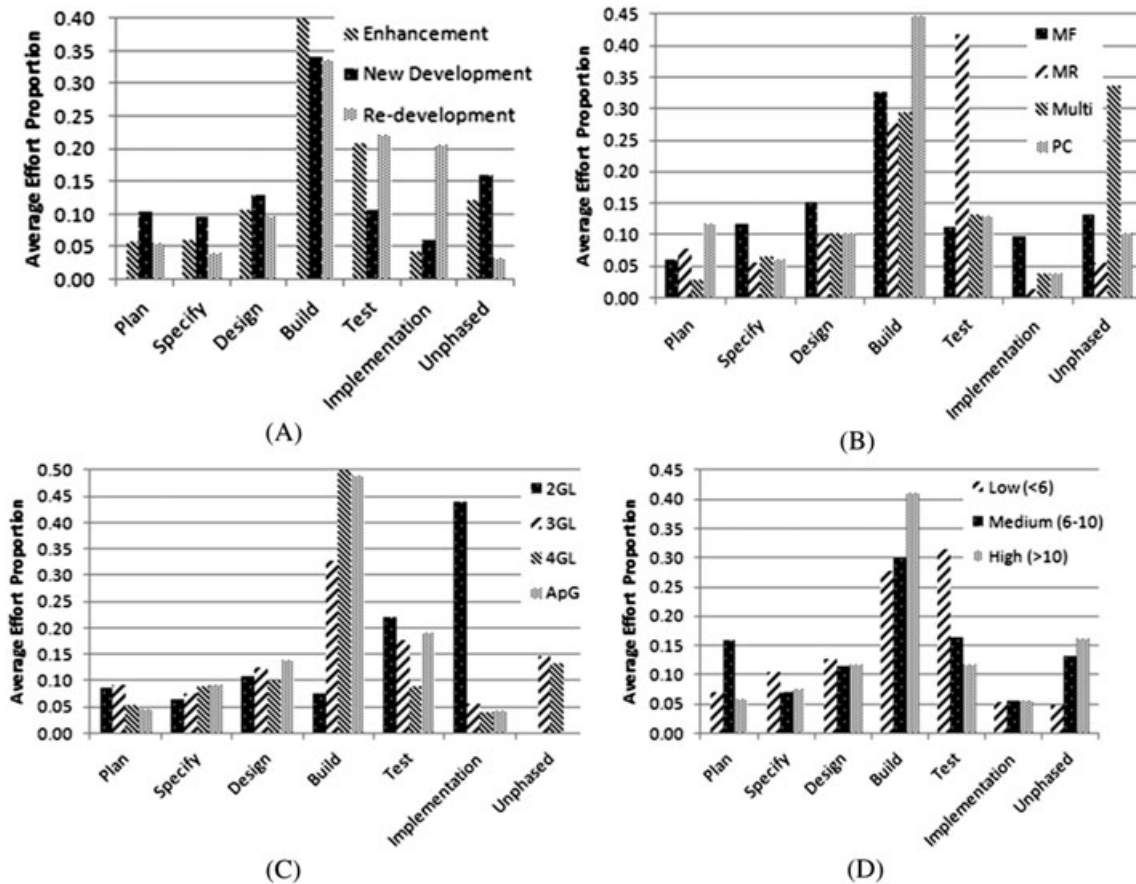 Average Effort Proportion
0.40
0.35
0.30
0.25
0.20
0.15
0.10
0.05
0.00
Enhancement
New Development
Re-development
Plan
Specify
Design
Build
Test
Implementation
Unphased
(A)
Average Effort Proportion
0.45
0.40
0.35
0.30
0.25
0.20
0.15
0.10
0.05
0.00
MF
MR
Multi
PC
Plan
Specify
Design
Build
Test
Implementation
Unphased
(B)
Average Effort Proportion
0.50
0.45
0.40
0.35
0.30
0.25
0.20
0.15
0.10
0.05
0.00
2GL
3GL
4GL
ApG
Plan
Specify
Design
Build
Test
Implementation
Unphased
(C)
Average Effort Proportion
0.45
0.40
0.35
0.30
0.25
0.20
0.15
0.10
0.05
0.00
Low (<6)
Medium (6-10)
High (>10)
Plan
Specify
Design
Build
Test
Implementation
Unphased
(D)